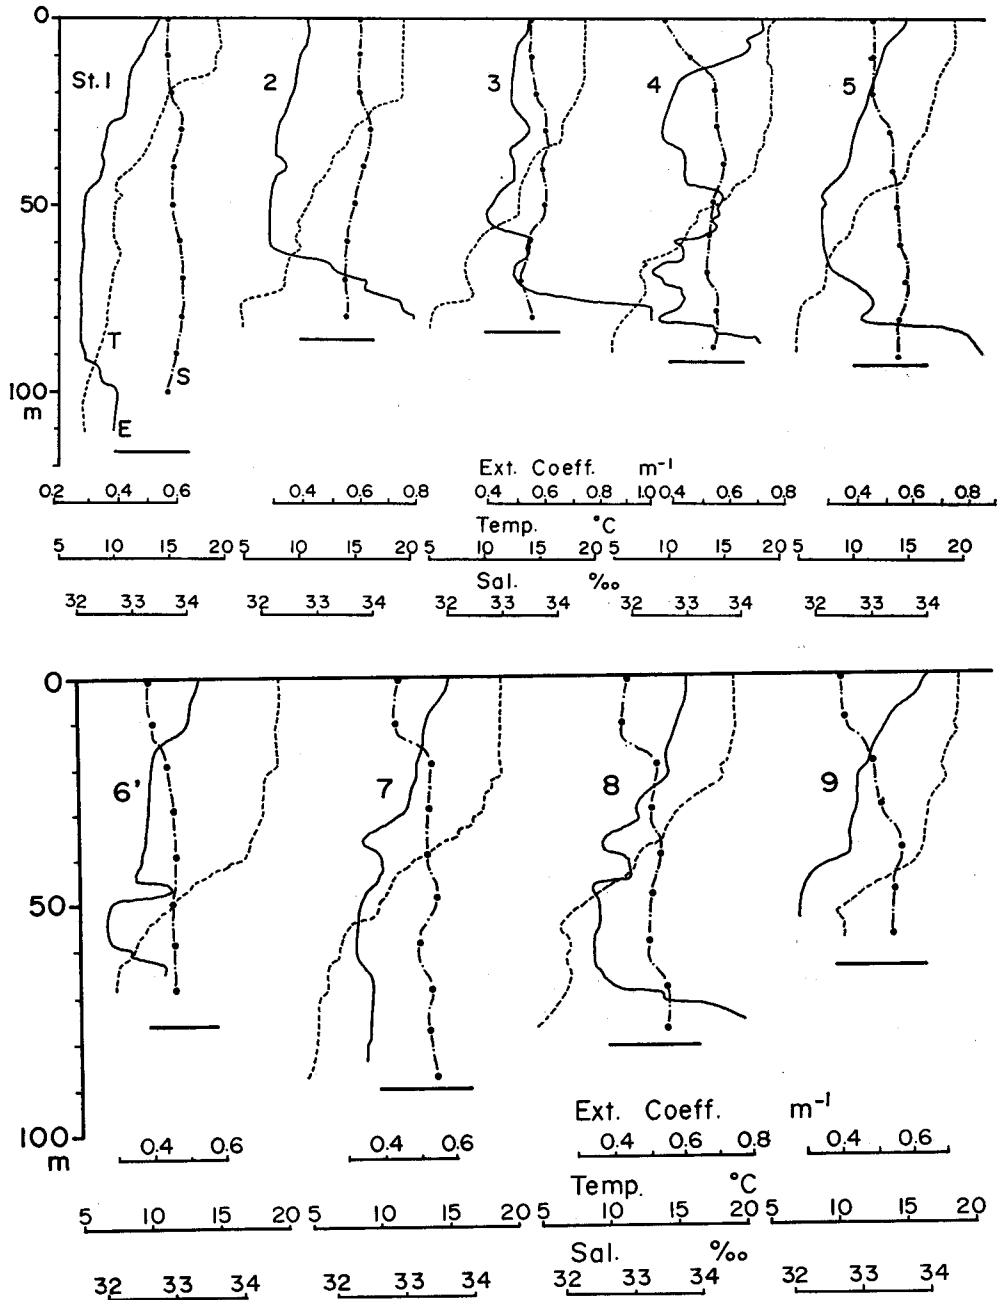 0
St.1 2 3 4 5
50
T
S
100
m E
Ext. Coeff. m⁻¹
0.2 0.4 0.6 0.4 0.6 0.8 0.4 0.6 0.8 1.0 0.4 0.6 0.8 0.4 0.6 0.8
Temp. °C
5 10 15 20 5 10 15 20 5 10 15 20 5 10 15 20 5 10 15 20
Sal. ‰
32 33 34 32 33 34 32 33 34 32 33 34 32 33 34
0
6' 7 8 9
50
Ext. Coeff. m⁻¹
100
m
0.4 0.6 0.4 0.6 0.4 0.6 0.8 0.4 0.6
Temp. °C
5 10 15 20 5 10 15 20 5 10 15 20 5 10 15 20
Sal. ‰
32 33 34 32 33 34 32 33 34 32 33 34